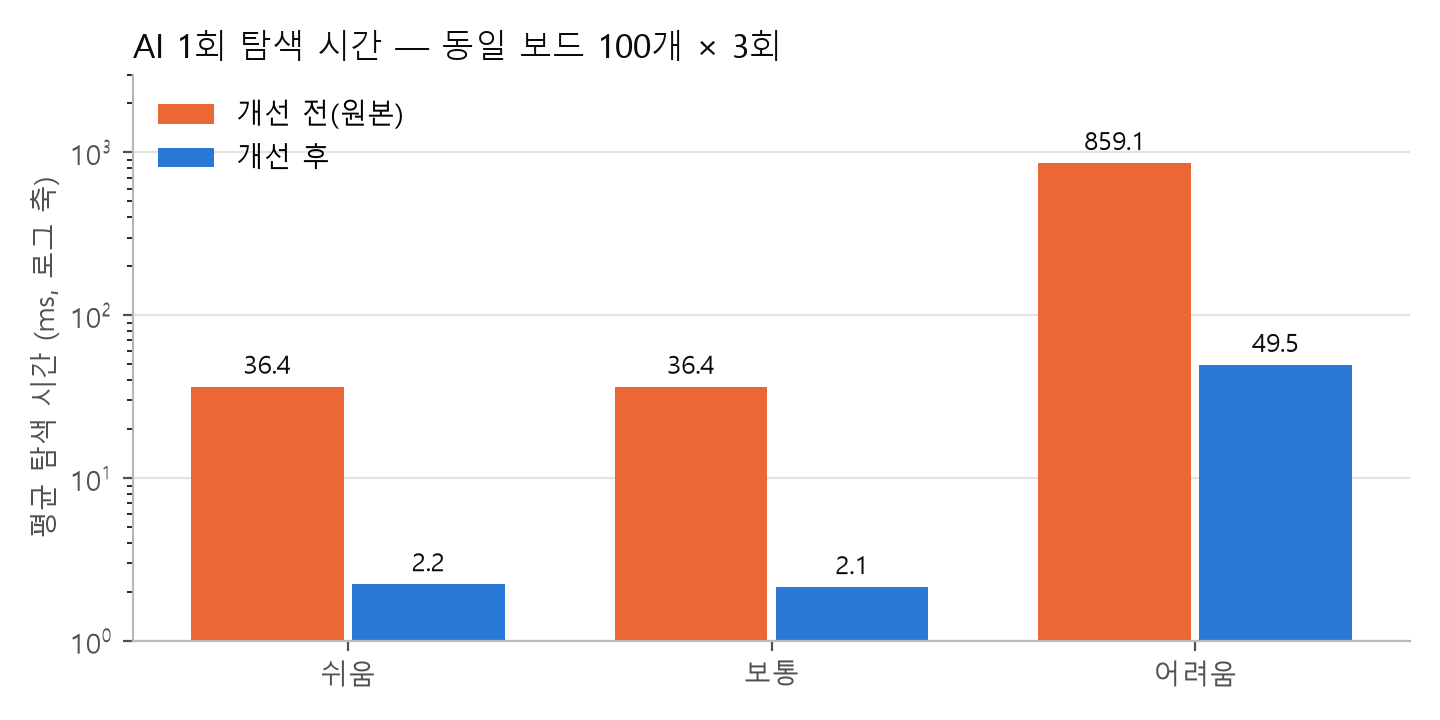 AI 1회 탐색 시간 — 동일 보드 100개 × 3회
개선 전(원본)
개선 후
평균 탐색 시간 (ms, 로그 축)
10³
10²
10¹
10⁰
36.4
2.2
36.4
2.1
859.1
49.5
쉬움
보통
어려움